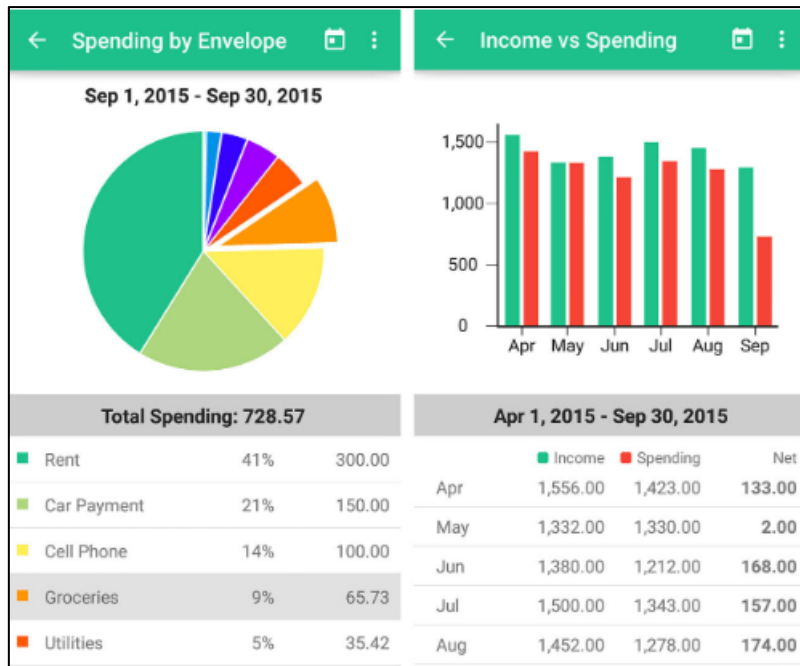 Spending by Envelope
Sep 1, 2015 - Sep 30, 2015
Total Spending: 728.57
Rent 41% 300.00
Car Payment 21% 150.00
Cell Phone 14% 100.00
Groceries 9% 65.73
Utilities 5% 35.42
Income vs Spending
1,500
1,000
500
0
Apr May Jun Jul Aug Sep
Apr 1, 2015 - Sep 30, 2015
Income Spending Net
Apr 1,556.00 1,423.00 133.00
May 1,332.00 1,330.00 2.00
Jun 1,380.00 1,212.00 168.00
Jul 1,500.00 1,343.00 157.00
Aug 1,452.00 1,278.00 174.00